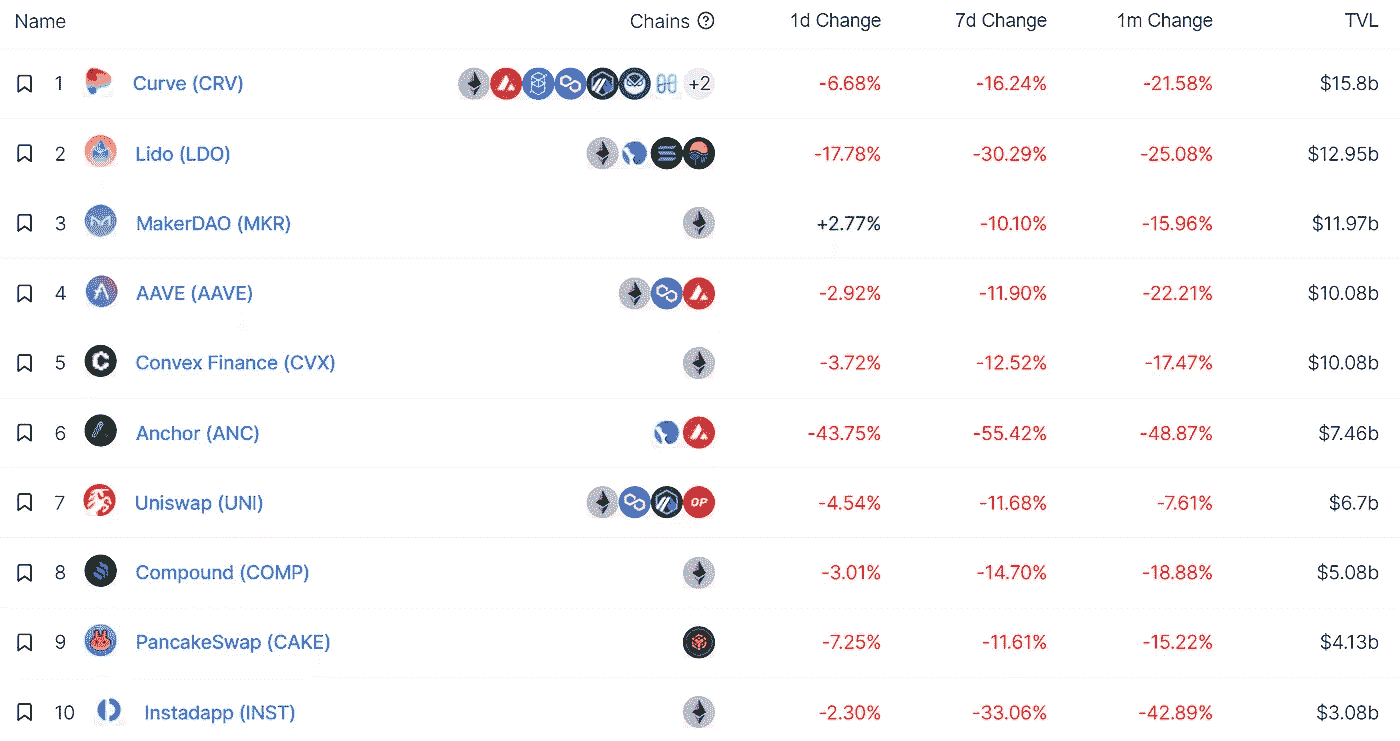 Name Chains ? 1d Change 7d Change 1m Change TVL
1 Curve (CRV) +2 -6.68% -16.24% -21.58% $15.8b
2 Lido (LDO) -17.78% -30.29% -25.08% $12.95b
3 MakerDAO (MKR) +2.77% -10.10% -15.96% $11.97b
4 AAVE (AAVE) -2.92% -11.90% -22.21% $10.08b
5 Convex Finance (CVX) -3.72% -12.52% -17.47% $10.08b
6 Anchor (ANC) -43.75% -55.42% -48.87% $7.46b
7 Uniswap (UNI) OP -4.54% -11.68% -7.61% $6.7b
8 Compound (COMP) -3.01% -14.70% -18.88% $5.08b
9 PancakeSwap (CAKE) -7.25% -11.61% -15.22% $4.13b
10 Instadapp (INST) -2.30% -33.06% -42.89% $3.08b